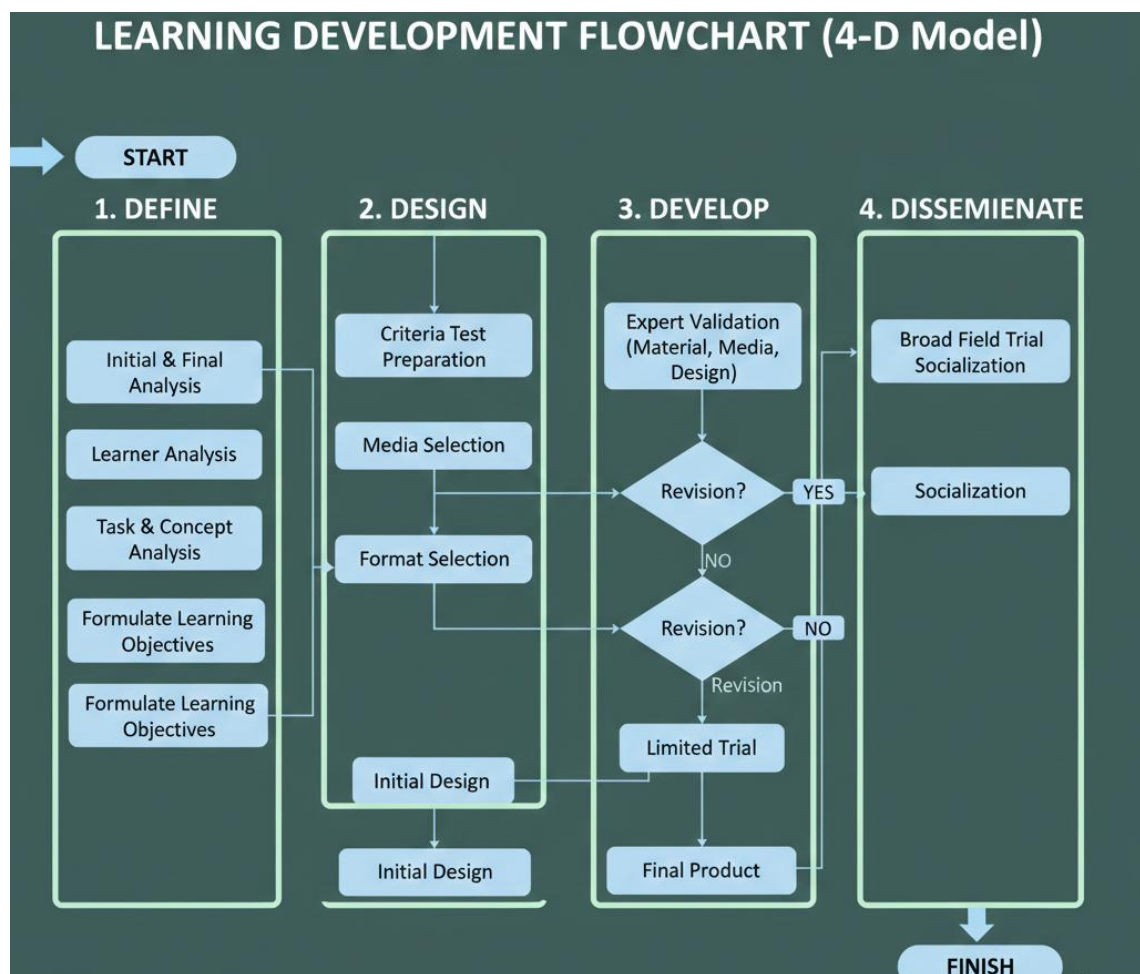 LEARNING DEVELOPMENT FLOWCHART (4-D Model)
START
1. DEFINE
Initial & Final
Analysis
Learner Analysis
Task & Concept
Analysis
Formulate Learning
Objectives
Formulate Learning
Objectives
2. DESIGN
Criteria Test
Preparation
Media Selection
Format Selection
Initial Design
Initial Design
3. DEVELOP
Expert Validation
(Material, Media,
Design)
Revision?
YES
NO
Revision?
NO
Revision
Limited Trial
Final Product
4. DISSEMIENATE
Broad Field Trial
Socialization
Socialization
FINISH